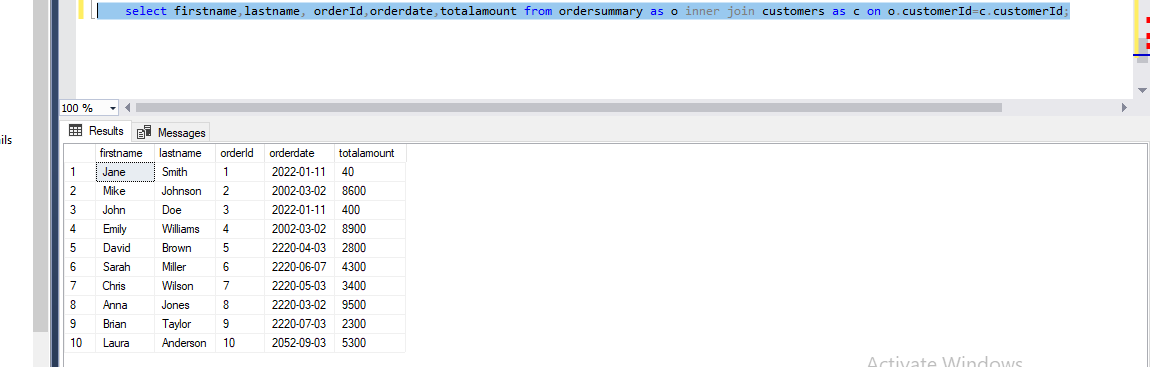 select firstname,lastname, orderId,orderdate,totalamount from ordersummary as o inner join customers as c on o.customerId=c.customerId;
100 %
ils
Results Messages
firstname lastname orderId orderdate totalamount
1 Jane Smith 1 2022-01-11 40
2 Mike Johnson 2 2002-03-02 8600
3 John Doe 3 2022-01-11 400
4 Emily Williams 4 2002-03-02 8900
5 David Brown 5 2220-04-03 2800
6 Sarah Miller 6 2220-06-07 4300
7 Chris Wilson 7 2220-05-03 3400
8 Anna Jones 8 2220-03-02 9500
9 Brian Taylor 9 2220-07-03 2300
10 Laura Anderson 10 2052-09-03 5300
Activate Windows